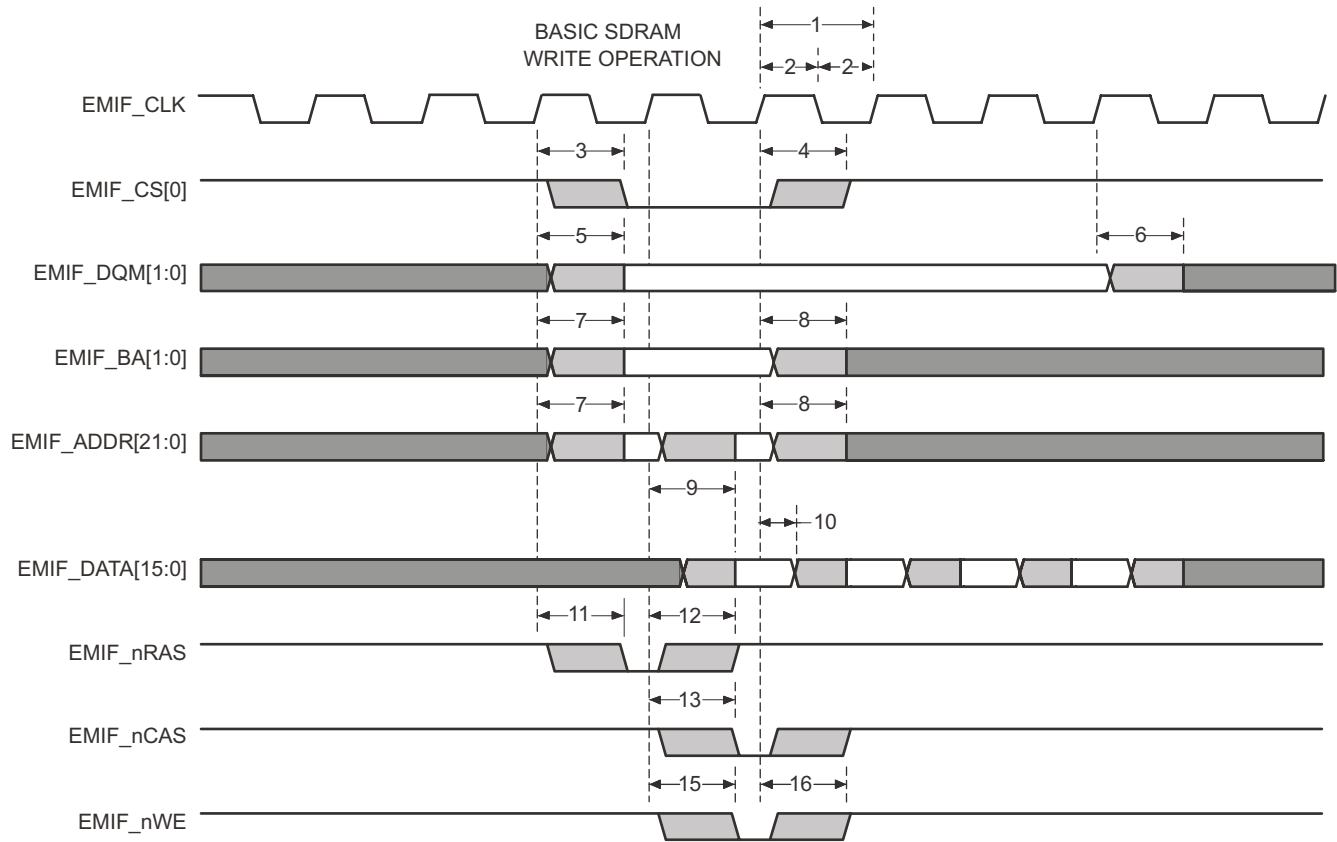 BASIC SDRAM
WRITE OPERATION
1
2 2
EMIF_CLK
3 4
EMIF_CS[0]
5 6
EMIF_DQM[1:0]
7 8
EMIF_BA[1:0]
7 8
EMIF_ADDR[21:0]
9
10
EMIF_DATA[15:0]
11 12
EMIF_nRAS
13
EMIF_nCAS
15 16
EMIF_nWE